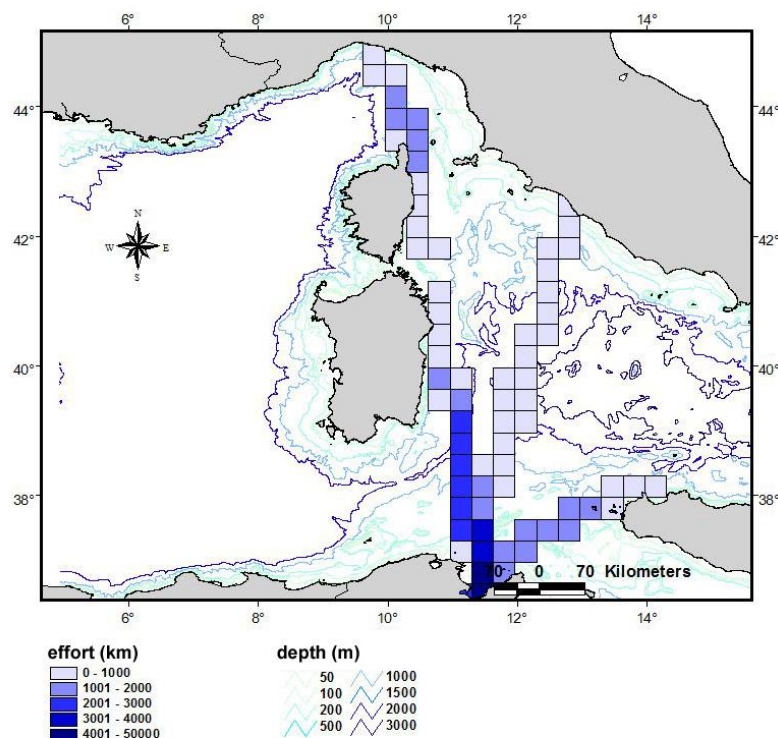 6° 8° 10° 12° 14°
44° 44°
N
W E
S
42° 42°
40° 40°
38° 38°
70 0 70 Kilometers
6° 8° 10° 12° 14°
effort (km) depth (m)
0 - 1000 50 1000
1001 - 2000 100 1500
2001 - 3000 200 2000
3001 - 4000 500 3000
4001 - 50000